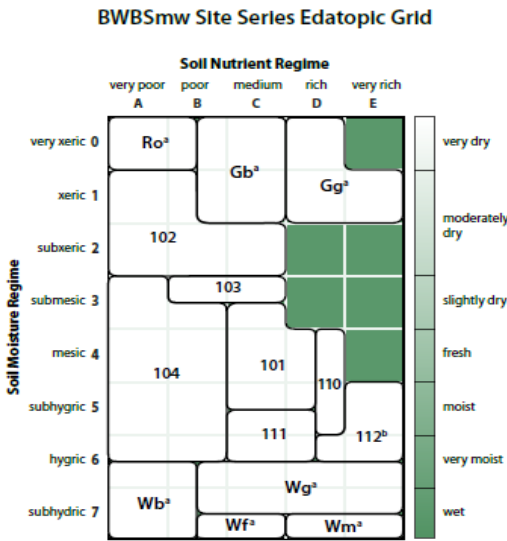 BWBSmw Site Series Edatopic Grid
Soil Nutrient Regime
very poor poor medium rich very rich
A B C D E
Soil Moisture Regime
very xeric 0
xeric 1
subxeric 2
submesic 3
mesic 4
subhygric 5
hygric 6
subhydric 7
Roᵃ
Gbᵃ
Ggᵃ
102
103
104
101
110
111
112ᵇ
Wbᵃ
Wgᵃ
Wfᵃ
Wmᵃ
very dry
moderately
dry
slightly dry
fresh
moist
very moist
wet